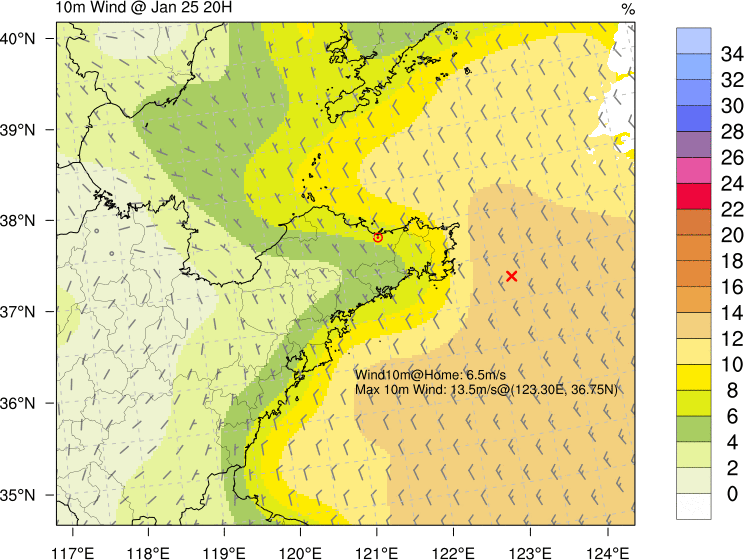 10m Wind @ Jan 25 20H
%
40°N
39°N
38°N
37°N
36°N
35°N
Wind10m@Home: 6.5m/s
Max 10m Wind: 13.5m/s@(123.30E, 36.75N)
117°E
118°E
119°E
120°E
121°E
122°E
123°E
124°E
34
32
30
28
26
24
22
20
18
16
14
12
10
8
6
4
2
0